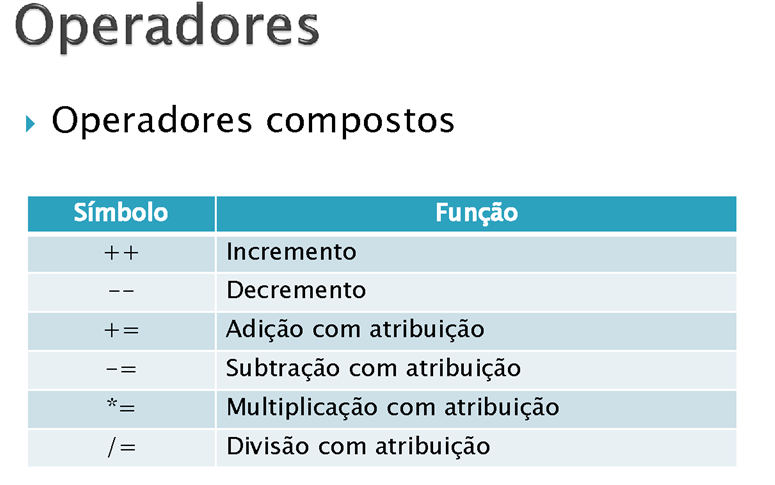 Operadores
Operadores compostos
Símbolo Função
++ Incremento
-- Decremento
+= Adição com atribuição
-= Subtração com atribuição
*= Multiplicação com atribuição
/= Divisão com atribuição